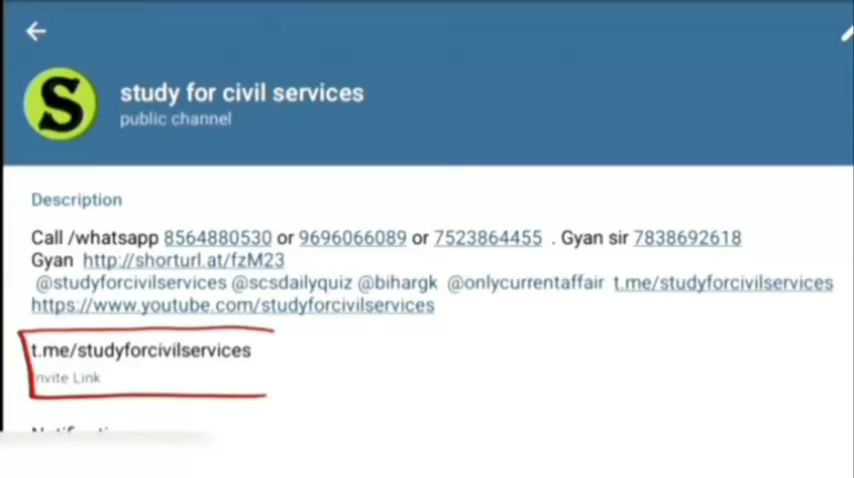 S
study for civil services
public channel
Description
Call /whatsapp 8564880530 or 9696066089 or 7523864455 . Gyan sir 7838692618
Gyan http://shorturl.at/fzM23
@studyforcivilservices @scsdailyquiz @bihargk @onlycurrentaffair t.me/studyforcivilservices
https://www.youtube.com/studyforcivilservices
t.me/studyforcivilservices
Invite Link